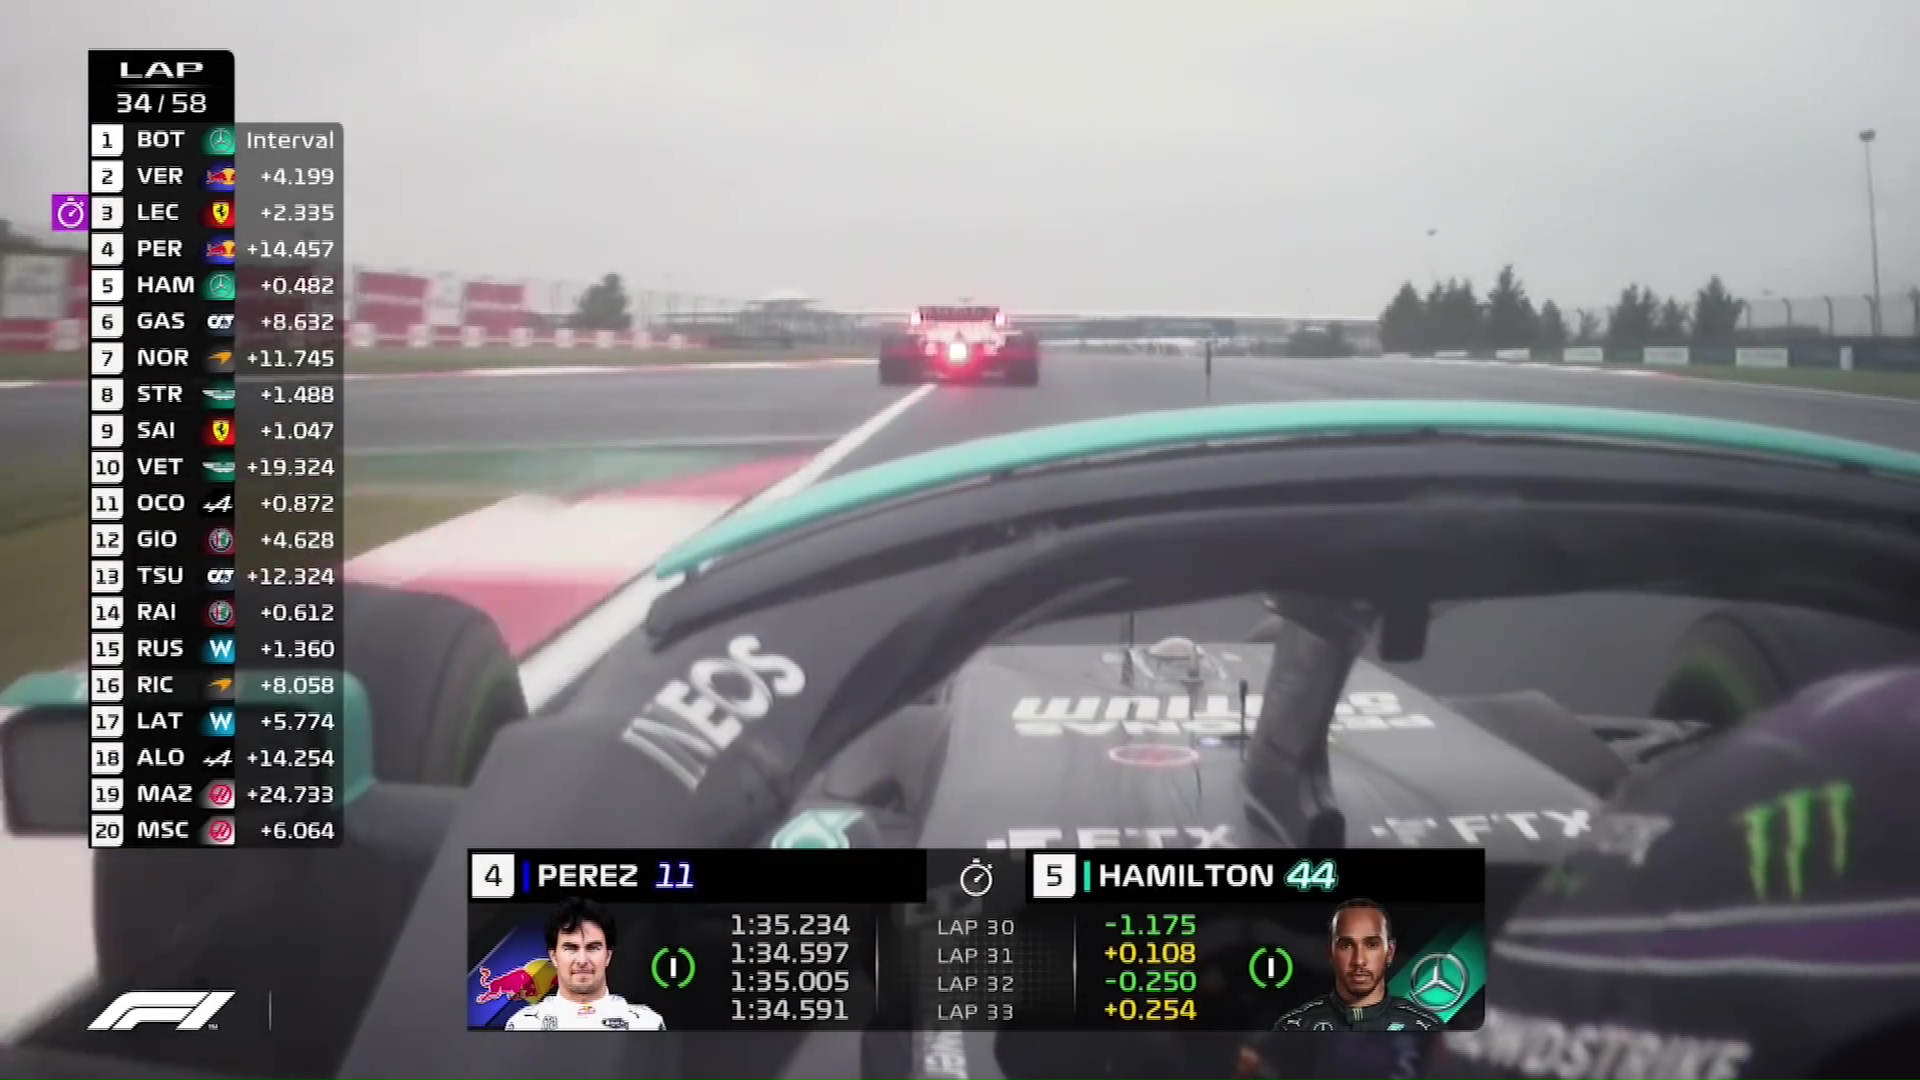 LAP
34/58
1 BOT Interval
2 VER +4.199
3 LEC +2.335
4 PER +14.457
5 HAM +0.482
6 GAS +8.632
7 NOR +11.745
8 STR +1.488
9 SAI +1.047
10 VET +19.324
11 OCO +0.872
12 GIO +4.628
13 TSU +12.324
14 RAI +0.612
15 RUS W +1.360
16 RIC +8.058
17 LAT W +5.774
18 ALO +14.254
19 MAZ +24.733
20 MSC +6.064
INEOS
PETRONAS
FTX
FTX
4 PEREZ 11
5 HAMILTON 44
1:35.234 LAP 30 -1.175
1:34.597 LAP 31 +0.108
1:35.005 LAP 32 -0.250
1:34.591 LAP 33 +0.254
F1